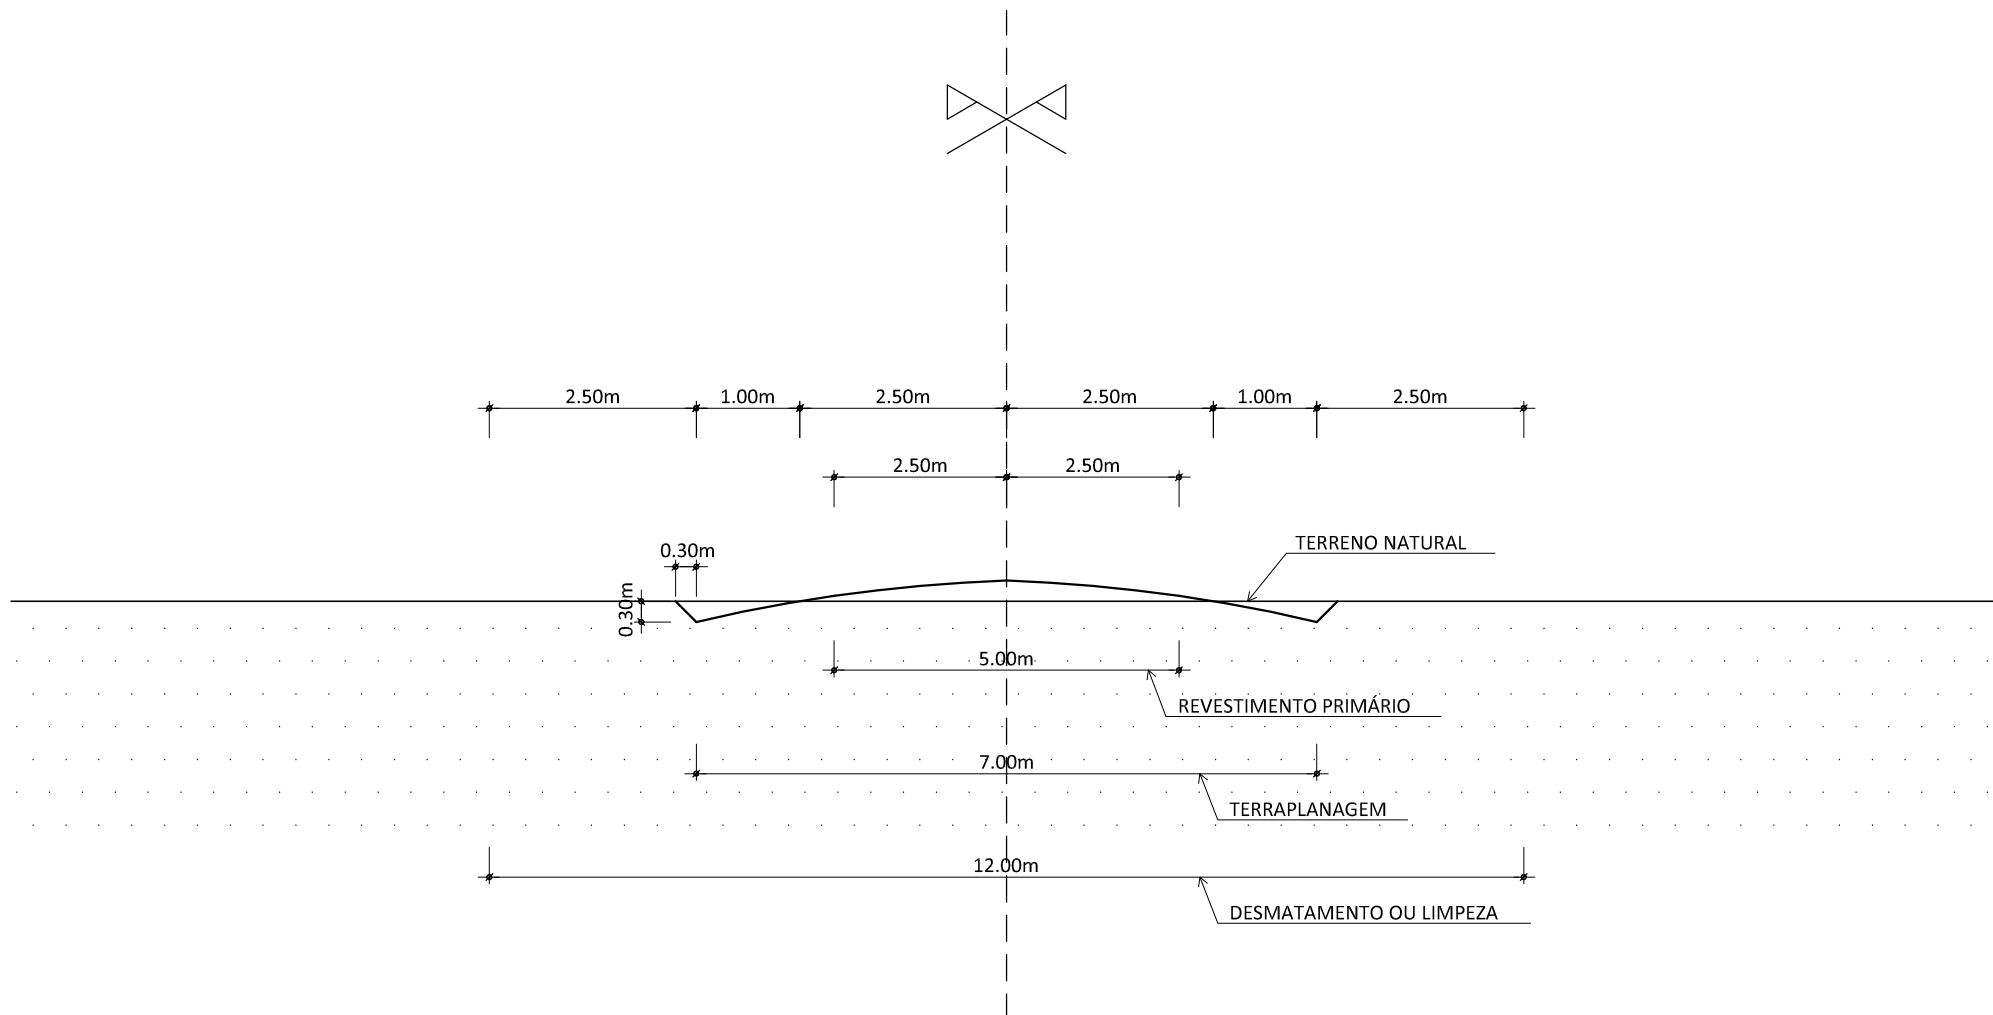 2.50m 1.00m 2.50m 2.50m 1.00m 2.50m
2.50m 2.50m
TERRENO NATURAL
0.30m
0.30m
5.00m
REVESTIMENTO PRIMÁRIO
7.00m
TERRAPLANAGEM
12.00m
DESMATAMENTO OU LIMPEZA